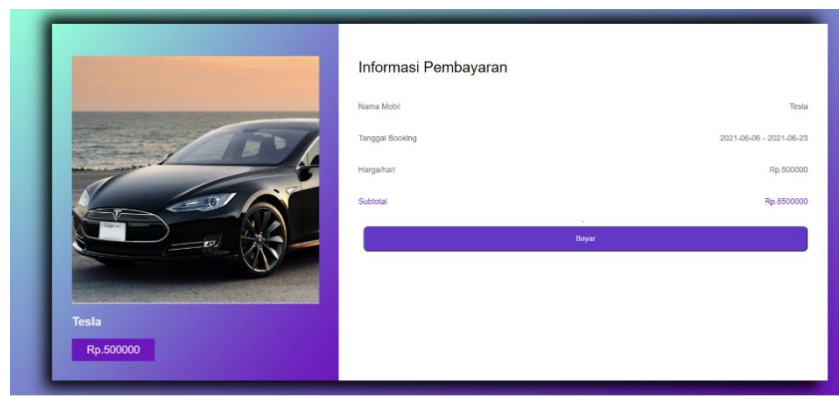 Informasi Pembayaran
Nama Mobil Tesla
Tanggal Booking 2021-06-06 - 2021-06-23
Harga/hari Rp.500000
Subtotal Rp.8500000
Bayar
Tesla
Rp.500000